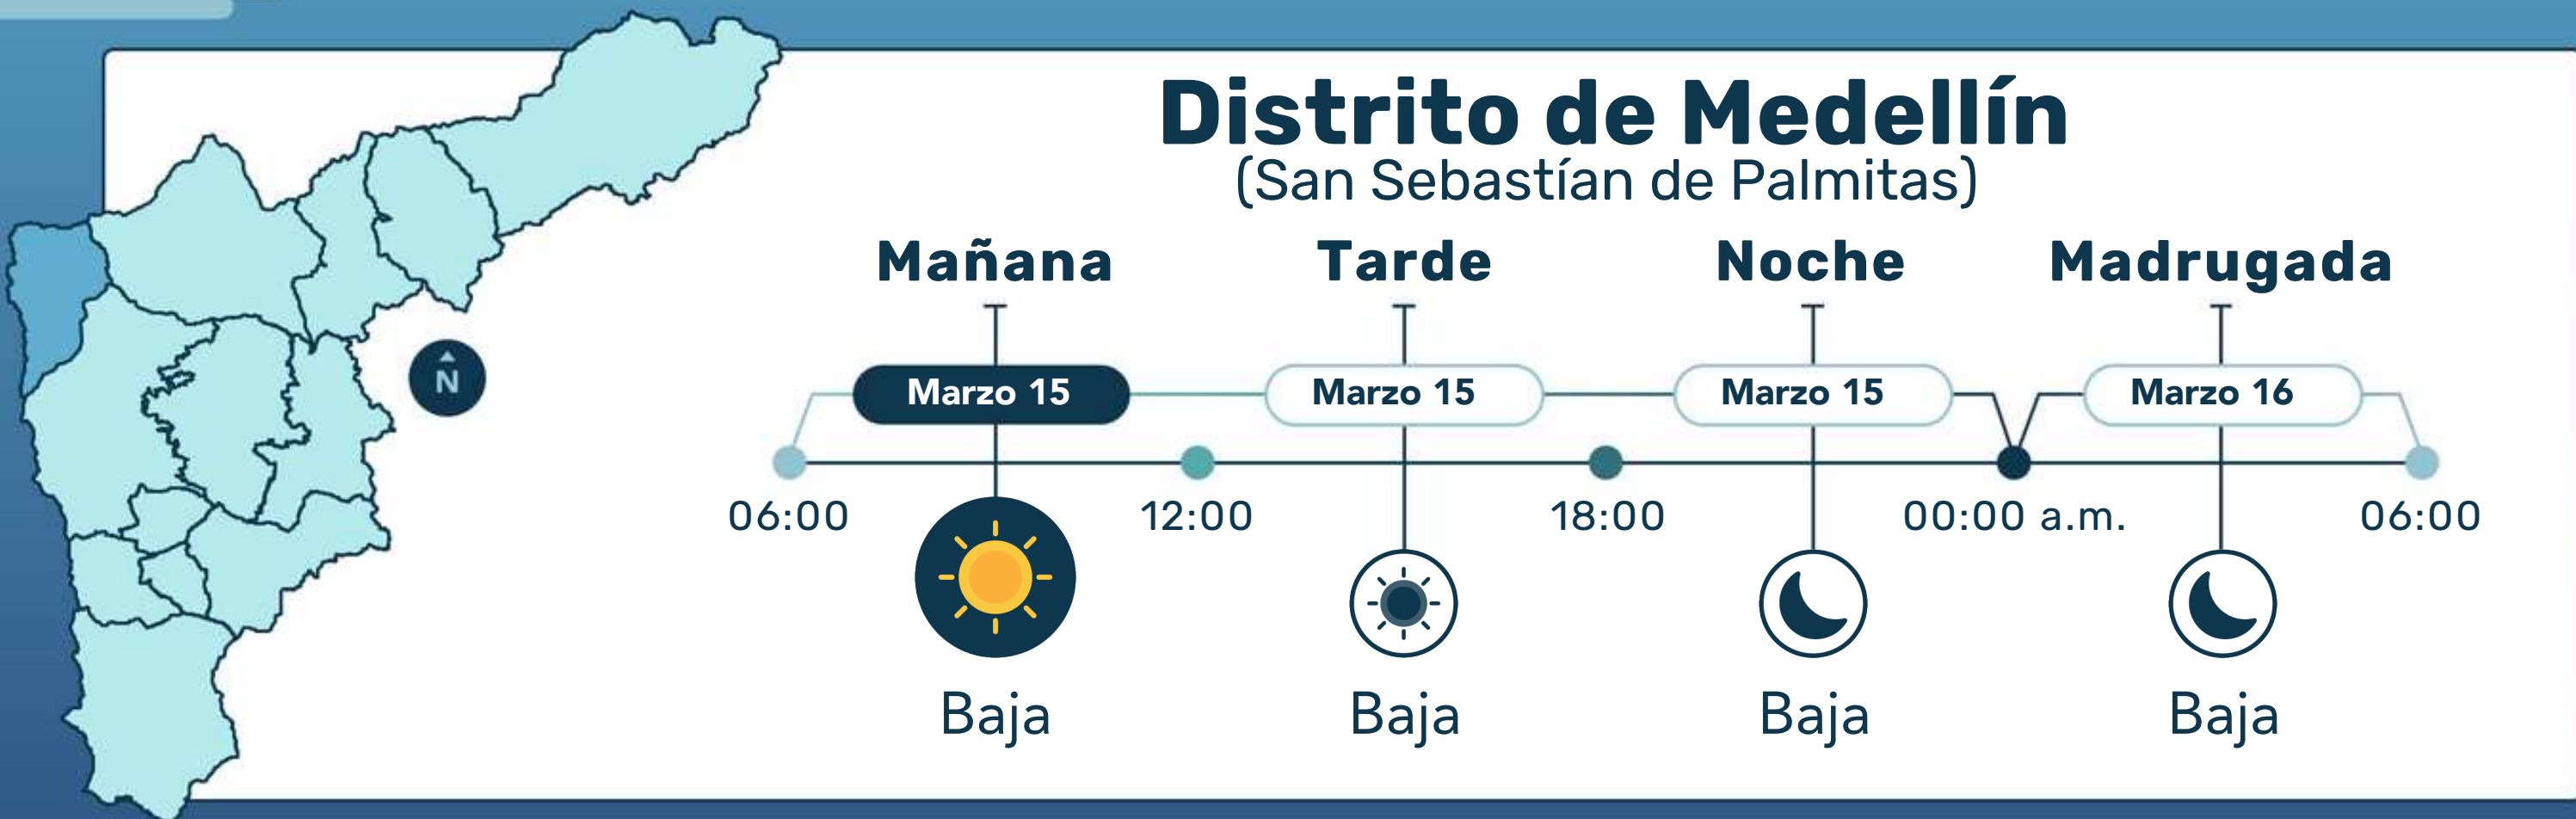 Distrito de Medellín
(San Sebastían de Palmitas)
Mañana Tarde Noche Madrugada
N
Marzo 15 Marzo 15 Marzo 15 Marzo 16
06:00 12:00 18:00 00:00 a.m. 06:00
Baja Baja Baja Baja